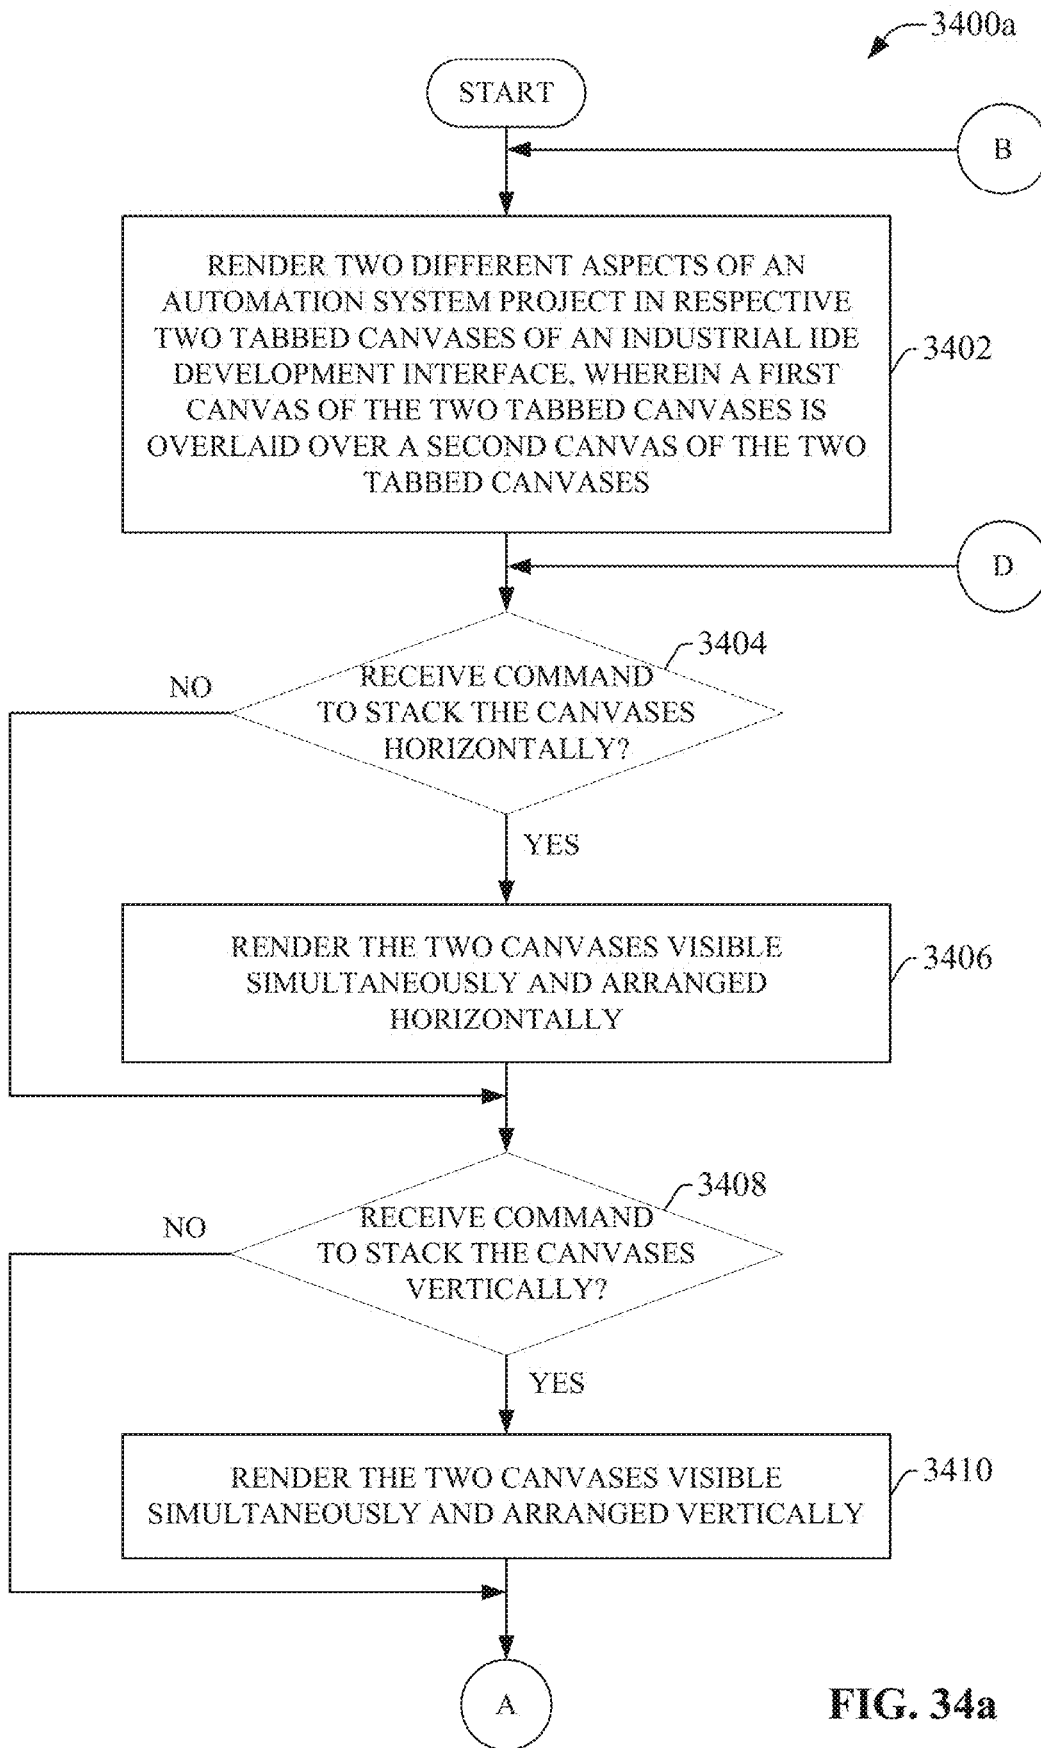 3400a
START
B
RENDER TWO DIFFERENT ASPECTS OF AN
AUTOMATION SYSTEM PROJECT IN RESPECTIVE
TWO TABBED CANVASES OF AN INDUSTRIAL IDE
DEVELOPMENT INTERFACE, WHEREIN A FIRST
CANVAS OF THE TWO TABBED CANVASES IS
OVERLAID OVER A SECOND CANVAS OF THE TWO
TABBED CANVASES
3402
D
3404
NO
RECEIVE COMMAND
TO STACK THE CANVASES
HORIZONTALLY?
YES
RENDER THE TWO CANVASES VISIBLE
SIMULTANEOUSLY AND ARRANGED
HORIZONTALLY
3406
3408
NO
RECEIVE COMMAND
TO STACK THE CANVASES
VERTICALLY?
YES
RENDER THE TWO CANVASES VISIBLE
SIMULTANEOUSLY AND ARRANGED VERTICALLY
3410
A
FIG. 34a